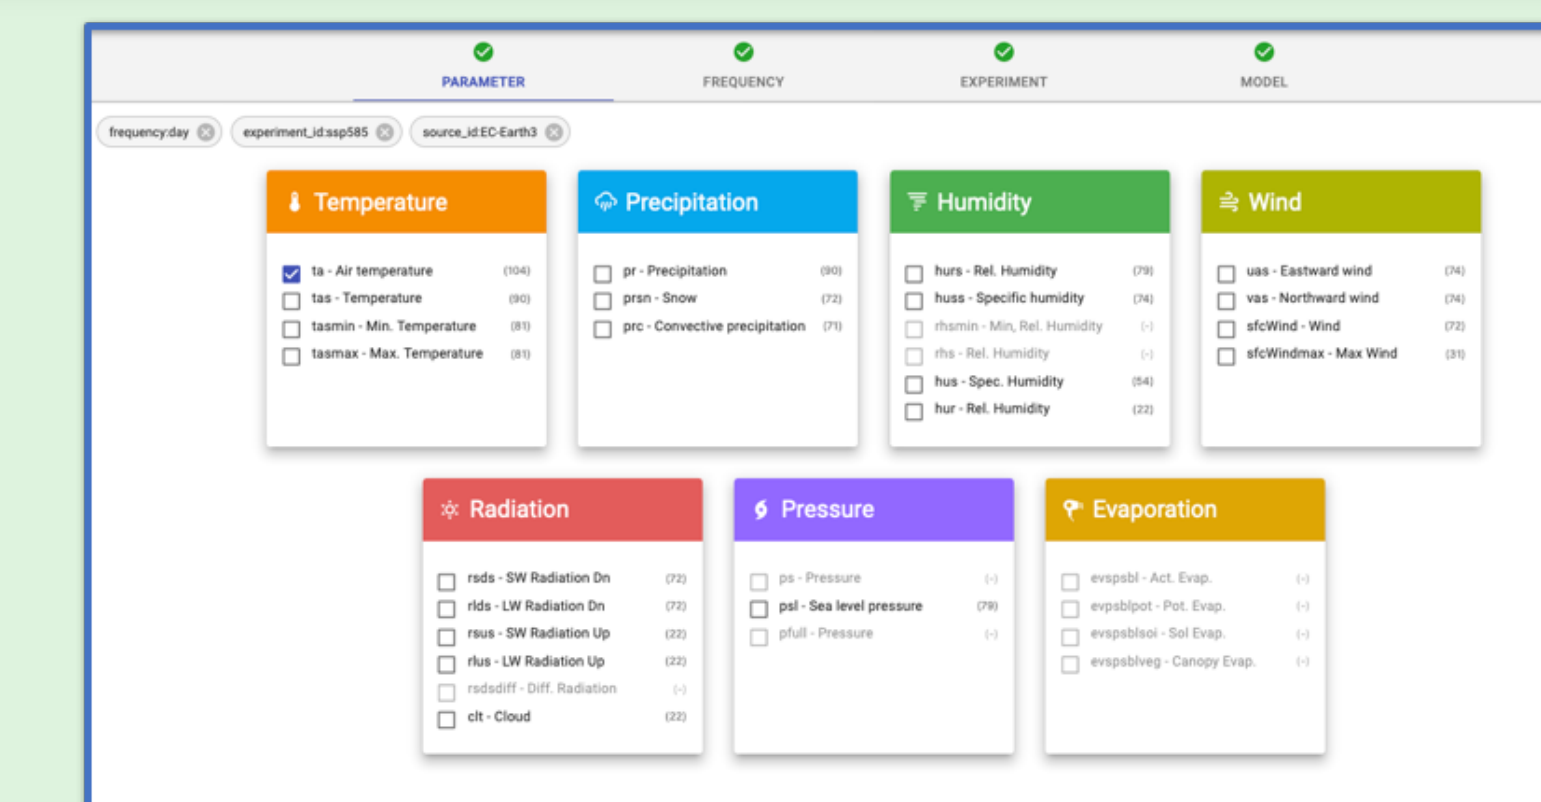 PARAMETER FREQUENCY EXPERIMENT MODEL
frequency:day experiment_id:ssp585 source_id:EC-Earth3
Temperature
ta - Air temperature (104)
tas - Temperature (90)
tasmin - Min. Temperature (81)
tasmax - Max. Temperature (81)
Precipitation
pr - Precipitation (90)
prsn - Snow (72)
prc - Convective precipitation (71)
Humidity
hurs - Rel. Humidity (79)
huss - Specific humidity (74)
rhsmin - Min, Rel. Humidity (-)
rhs - Rel. Humidity (-)
hus - Spec. Humidity (54)
hur - Rel. Humidity (22)
Wind
uas - Eastward wind (74)
vas - Northward wind (74)
sfcWind - Wind (72)
sfcWindmax - Max Wind (31)
Radiation
rsds - SW Radiation Dn (72)
rlds - LW Radiation Dn (72)
rsus - SW Radiation Up (22)
rlus - LW Radiation Up (22)
rsdsdiff - Diff. Radiation (-)
clt - Cloud (22)
Pressure
ps - Pressure (-)
psl - Sea level pressure (79)
pfull - Pressure (-)
Evaporation
evspsbl - Act. Evap. (-)
evpsblpot - Pot. Evap. (-)
evspsblsoi - Sol Evap. (-)
evspsblveg - Canopy Evap. (-)